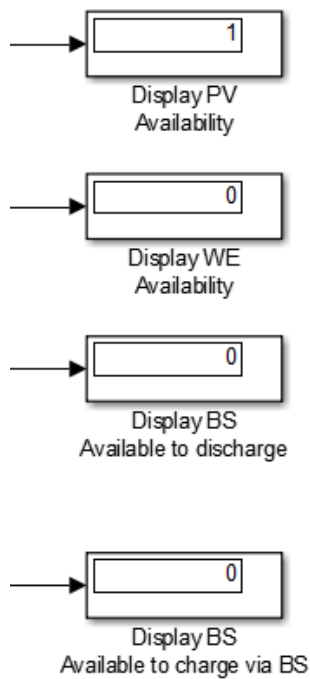 1
Display PV
Availability
0
Display WE
Availability
0
Display BS
Available to discharge
0
Display BS
Available to charge via BS